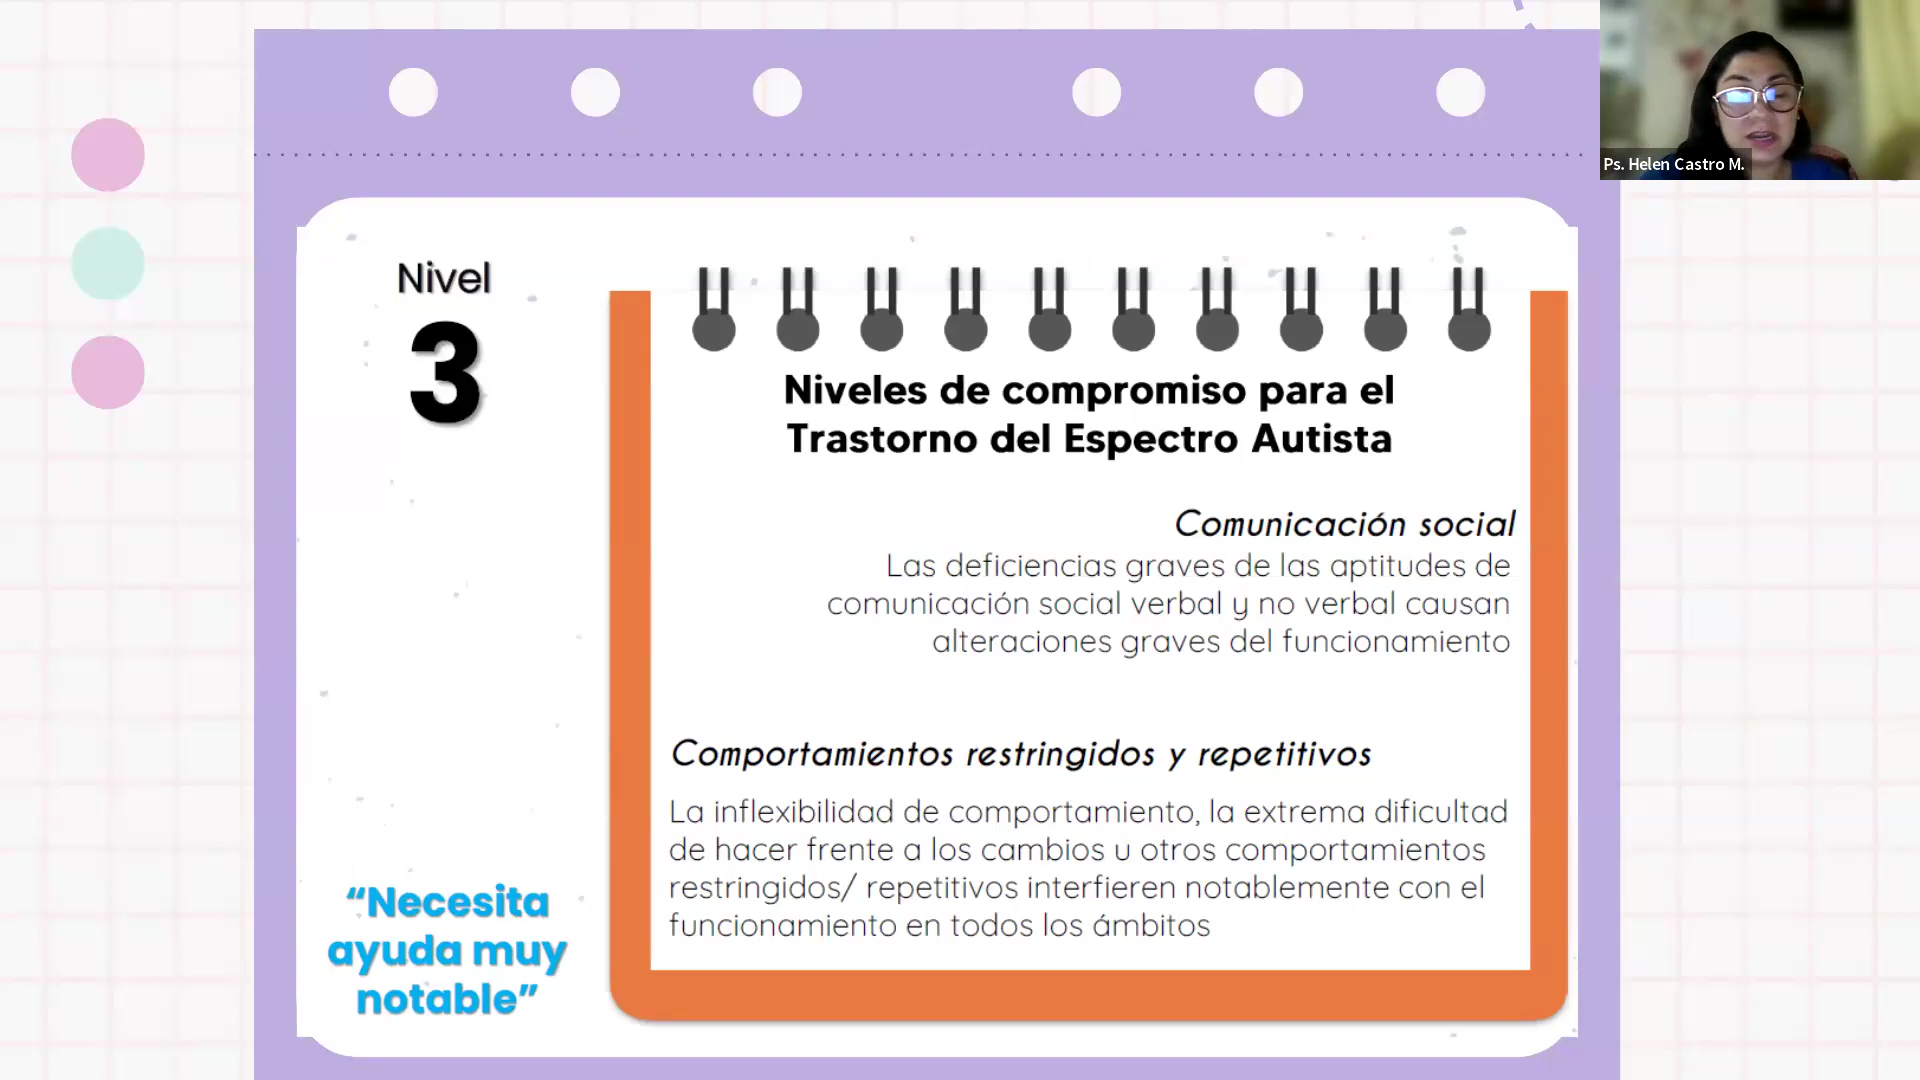 Ps. Helen Castro M.
Nivel
3
Niveles de compromiso para el
Trastorno del Espectro Autista
Comunicación social
Las deficiencias graves de las aptitudes de
comunicación social verbal y no verbal causan
alteraciones graves del funcionamiento
Comportamientos restringidos y repetitivos
La inflexibilidad de comportamiento, la extrema dificultad
de hacer frente a los cambios u otros comportamientos
restringidos/ repetitivos interfieren notablemente con el
funcionamiento en todos los ámbitos
“Necesita
ayuda muy
notable”